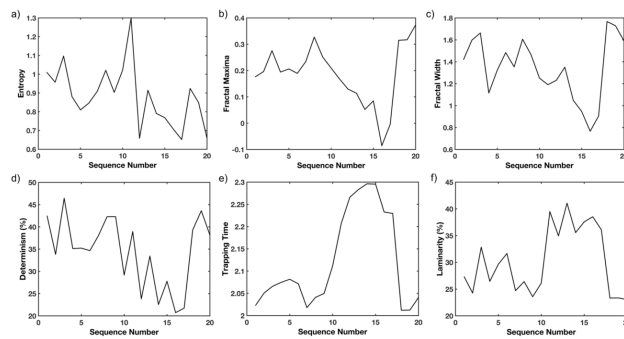 a)
1.3
1.2
1.1
1.0
0.9
0.8
0.7
0.6
Entropy
0 5 10 15 20
Sequence Number
b)
0.4
0.3
0.2
0.1
0
-0.1
Fractal Maxima
0 5 10 15 20
Sequence Number
c)
1.8
1.6
1.4
1.2
1
0.8
0.6
Fractal Width
0 5 10 15 20
Sequence Number
d)
50
45
40
35
30
25
20
Determinism (%)
0 5 10 15 20
Sequence Number
e)
2.3
2.25
2.2
2.15
2.1
2.05
2
Trapping Time
0 5 10 15 20
Sequence Number
f)
45
40
35
30
25
20
Laminarity (%)
0 5 10 15 20
Sequence Number